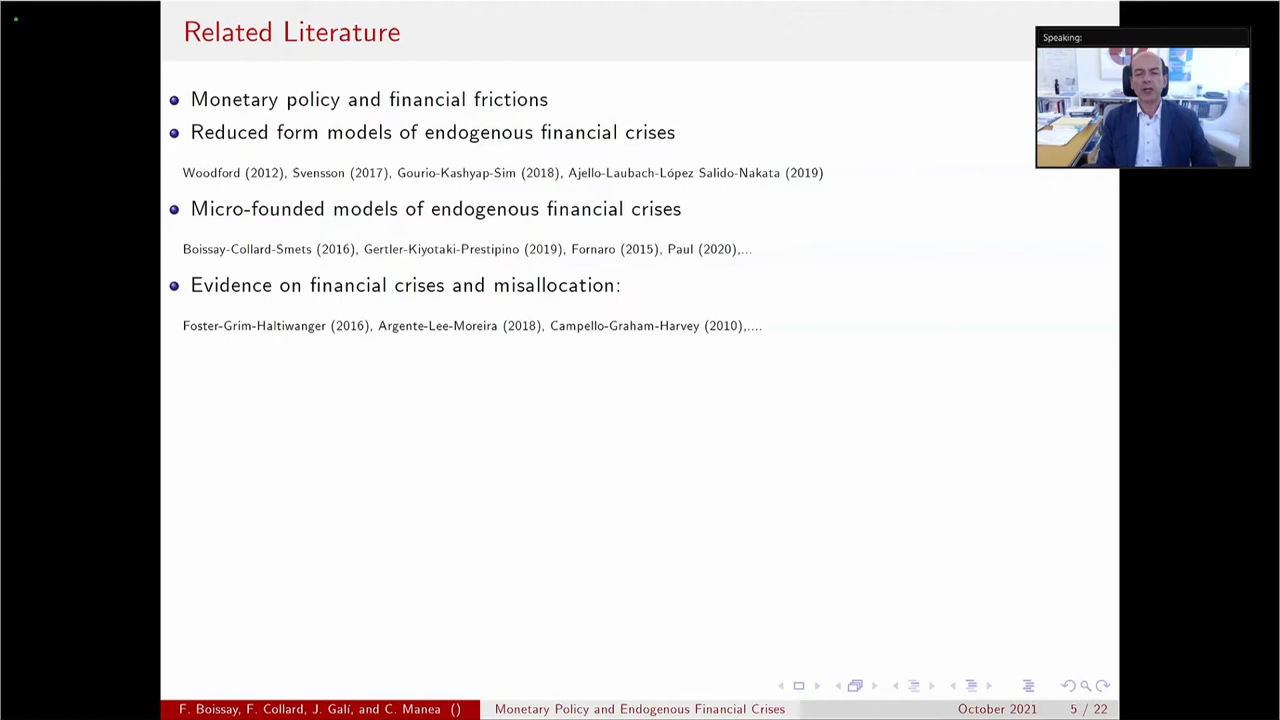 Related Literature
Speaking:
Monetary policy and financial frictions
Reduced form models of endogenous financial crises
Woodford (2012), Svensson (2017), Gourio-Kashyap-Sim (2018), Ajello-Laubach-López Salido-Nakata (2019)
Micro-founded models of endogenous financial crises
Boissay-Collard-Smets (2016), Gertler-Kiyotaki-Prestipino (2019), Fornaro (2015), Paul (2020),...
Evidence on financial crises and misallocation:
Foster-Grim-Haltiwanger (2016), Argente-Lee-Moreira (2018), Campello-Graham-Harvey (2010),....
F. Boissay, F. Collard, J. Galí, and C. Manea () Monetary Policy and Endogenous Financial Crises October 2021 5 / 22